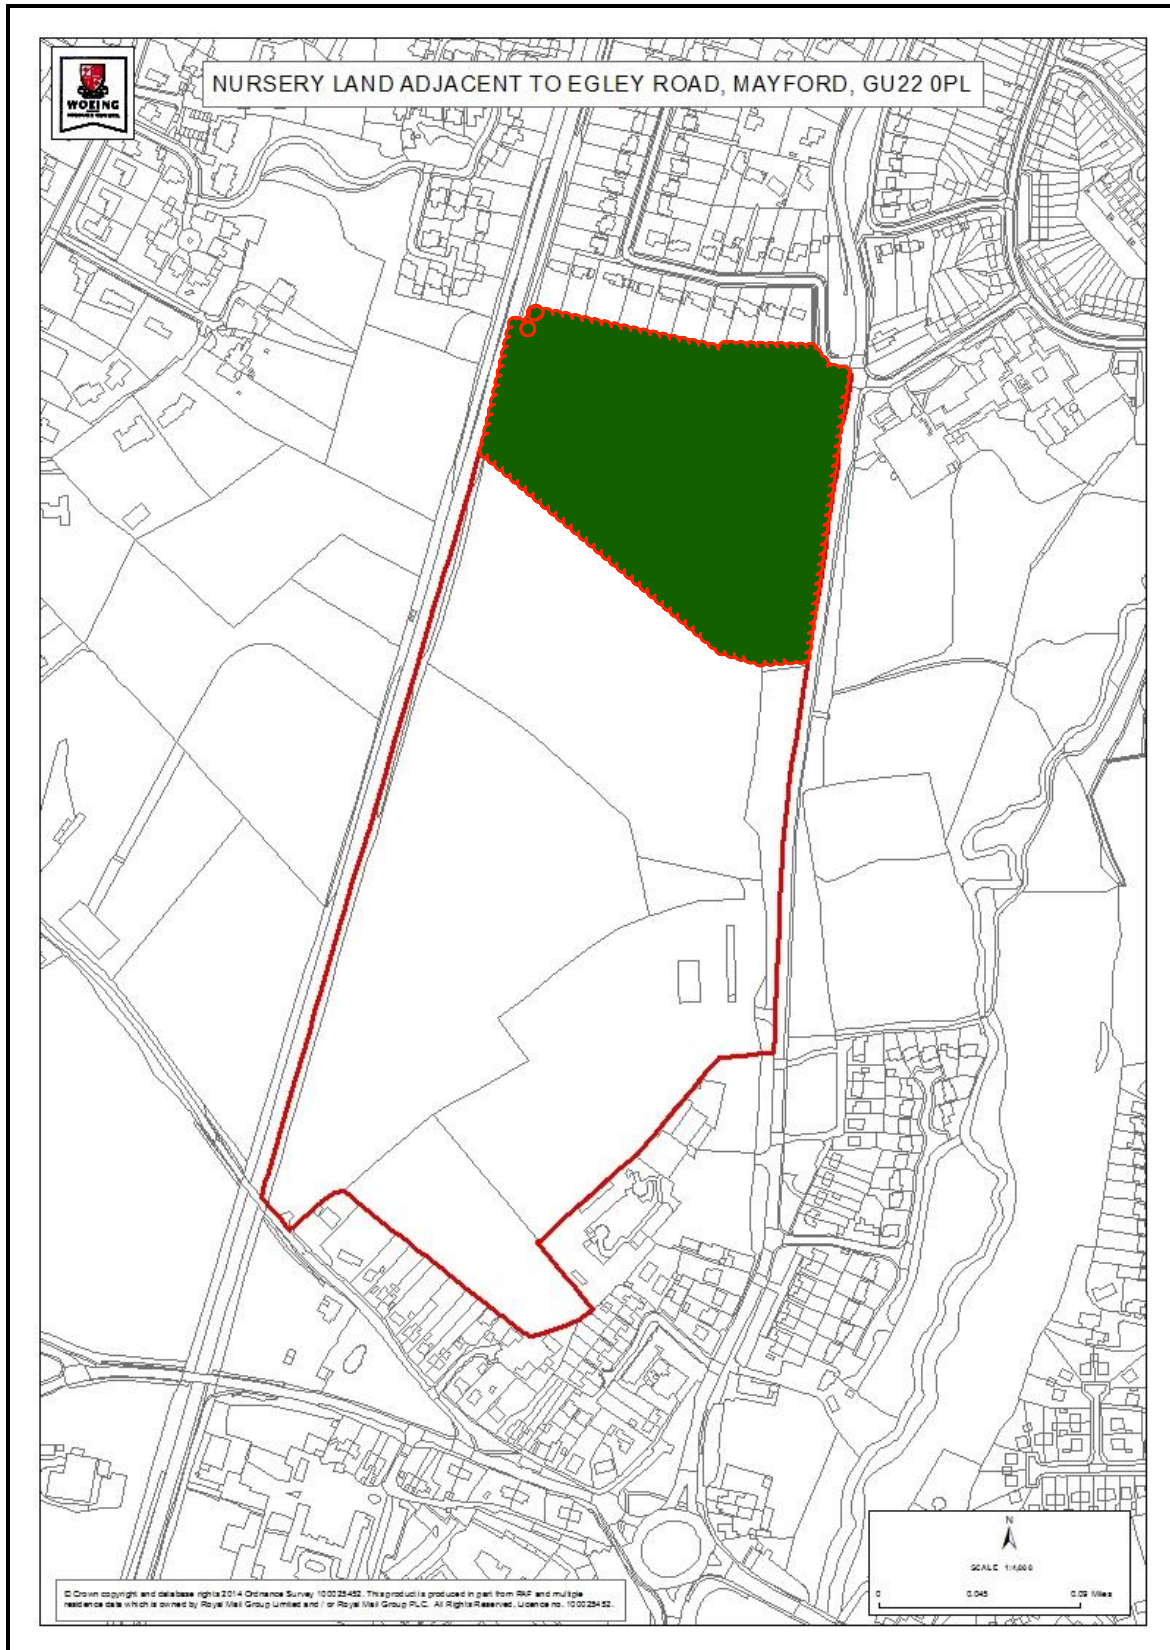 WOKING
BOROUGH COUNCIL
NURSERY LAND ADJACENT TO EGLEY ROAD, MAYFORD, GU22 0PL
N
SCALE 1:4,000
0 0.045 0.09 Miles
© Crown copyright and database rights 2014 Ordnance Survey 100025452. This product is produced in part from PAF and multiple
residence data which is owned by Royal Mail Group Limited and / or Royal Mail Group PLC. All Rights Reserved, Licence no. 100025452.